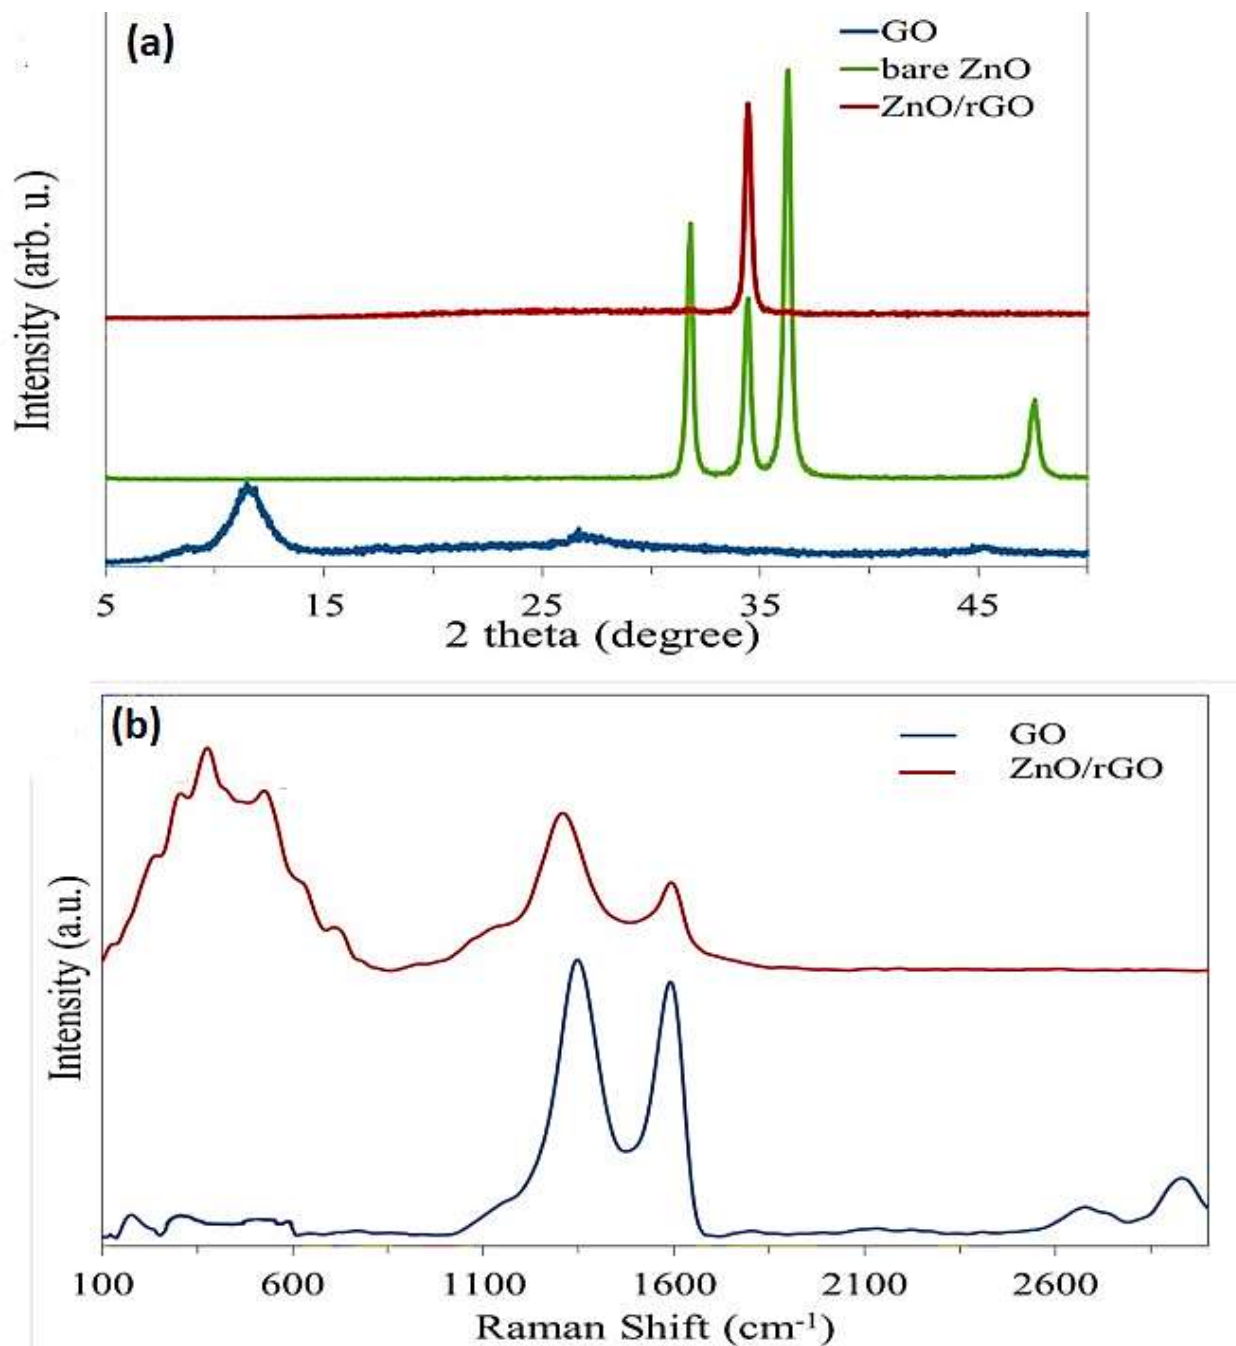 (a)
GO
bare ZnO
ZnO/rGO
Intensity (arb. u.)
5 15 25 35 45
2 theta (degree)
(b)
GO
ZnO/rGO
Intensity (a.u.)
100 600 1100 1600 2100 2600
Raman Shift (cm⁻¹)